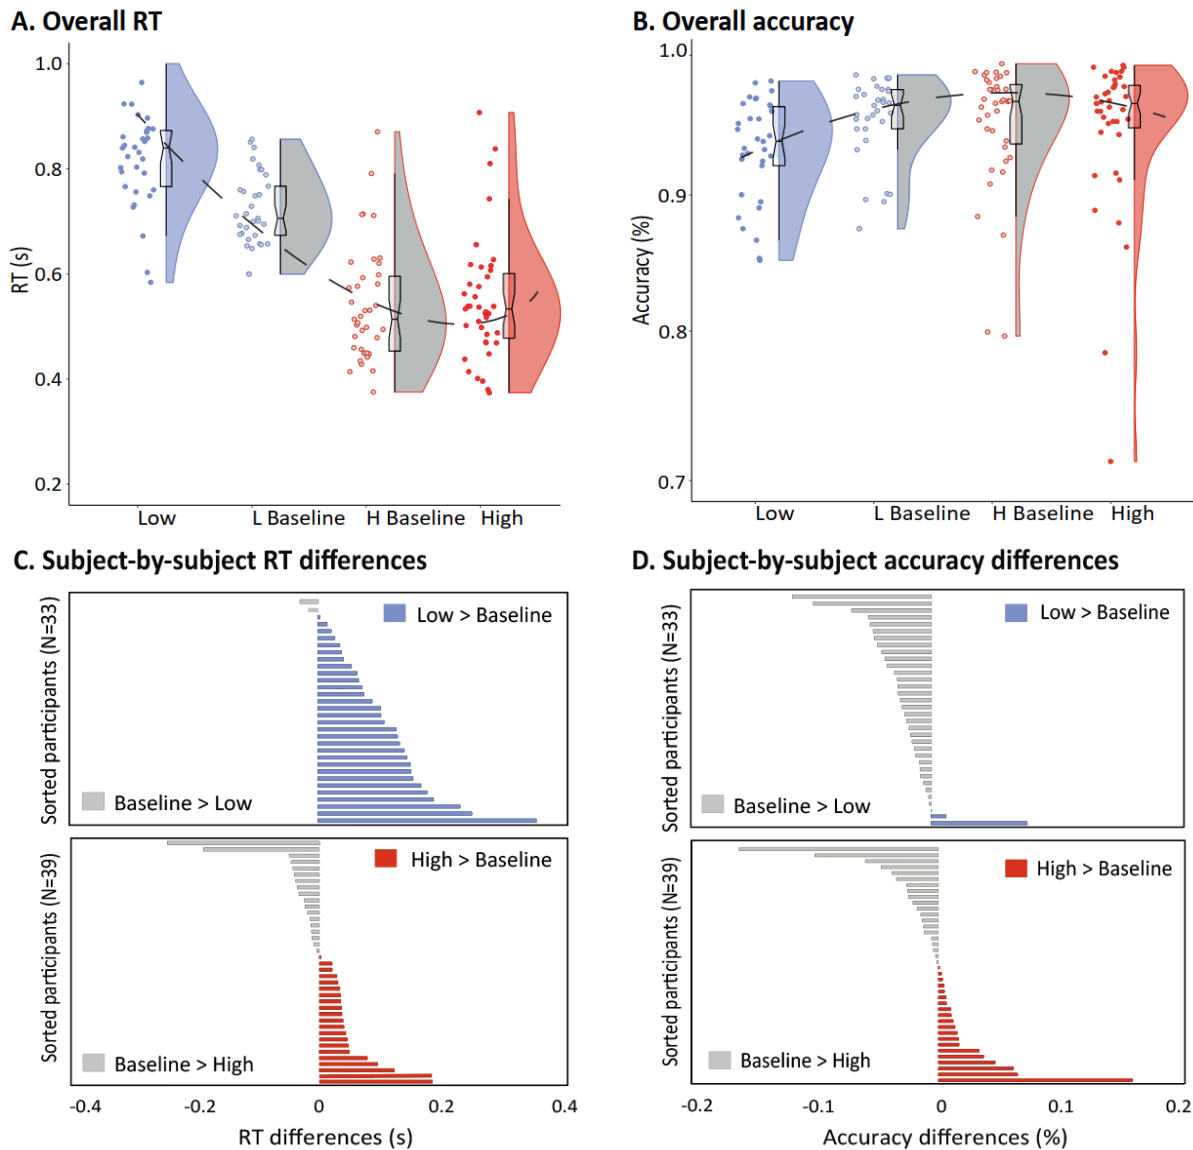 A. Overall RT
1.0
0.8
0.6
0.4
0.2
RT (s)
Low
L Baseline
H Baseline
High
B. Overall accuracy
1.0
0.9
0.8
0.7
Accuracy (%)
Low
L Baseline
H Baseline
High
C. Subject-by-subject RT differences
Sorted participants (N=33)
Low > Baseline
Baseline > Low
Sorted participants (N=39)
High > Baseline
Baseline > High
-0.4
-0.2
0
0.2
0.4
RT differences (s)
D. Subject-by-subject accuracy differences
Sorted participants (N=33)
Low > Baseline
Baseline > Low
Sorted participants (N=39)
High > Baseline
Baseline > High
-0.2
-0.1
0
0.1
0.2
Accuracy differences (%)